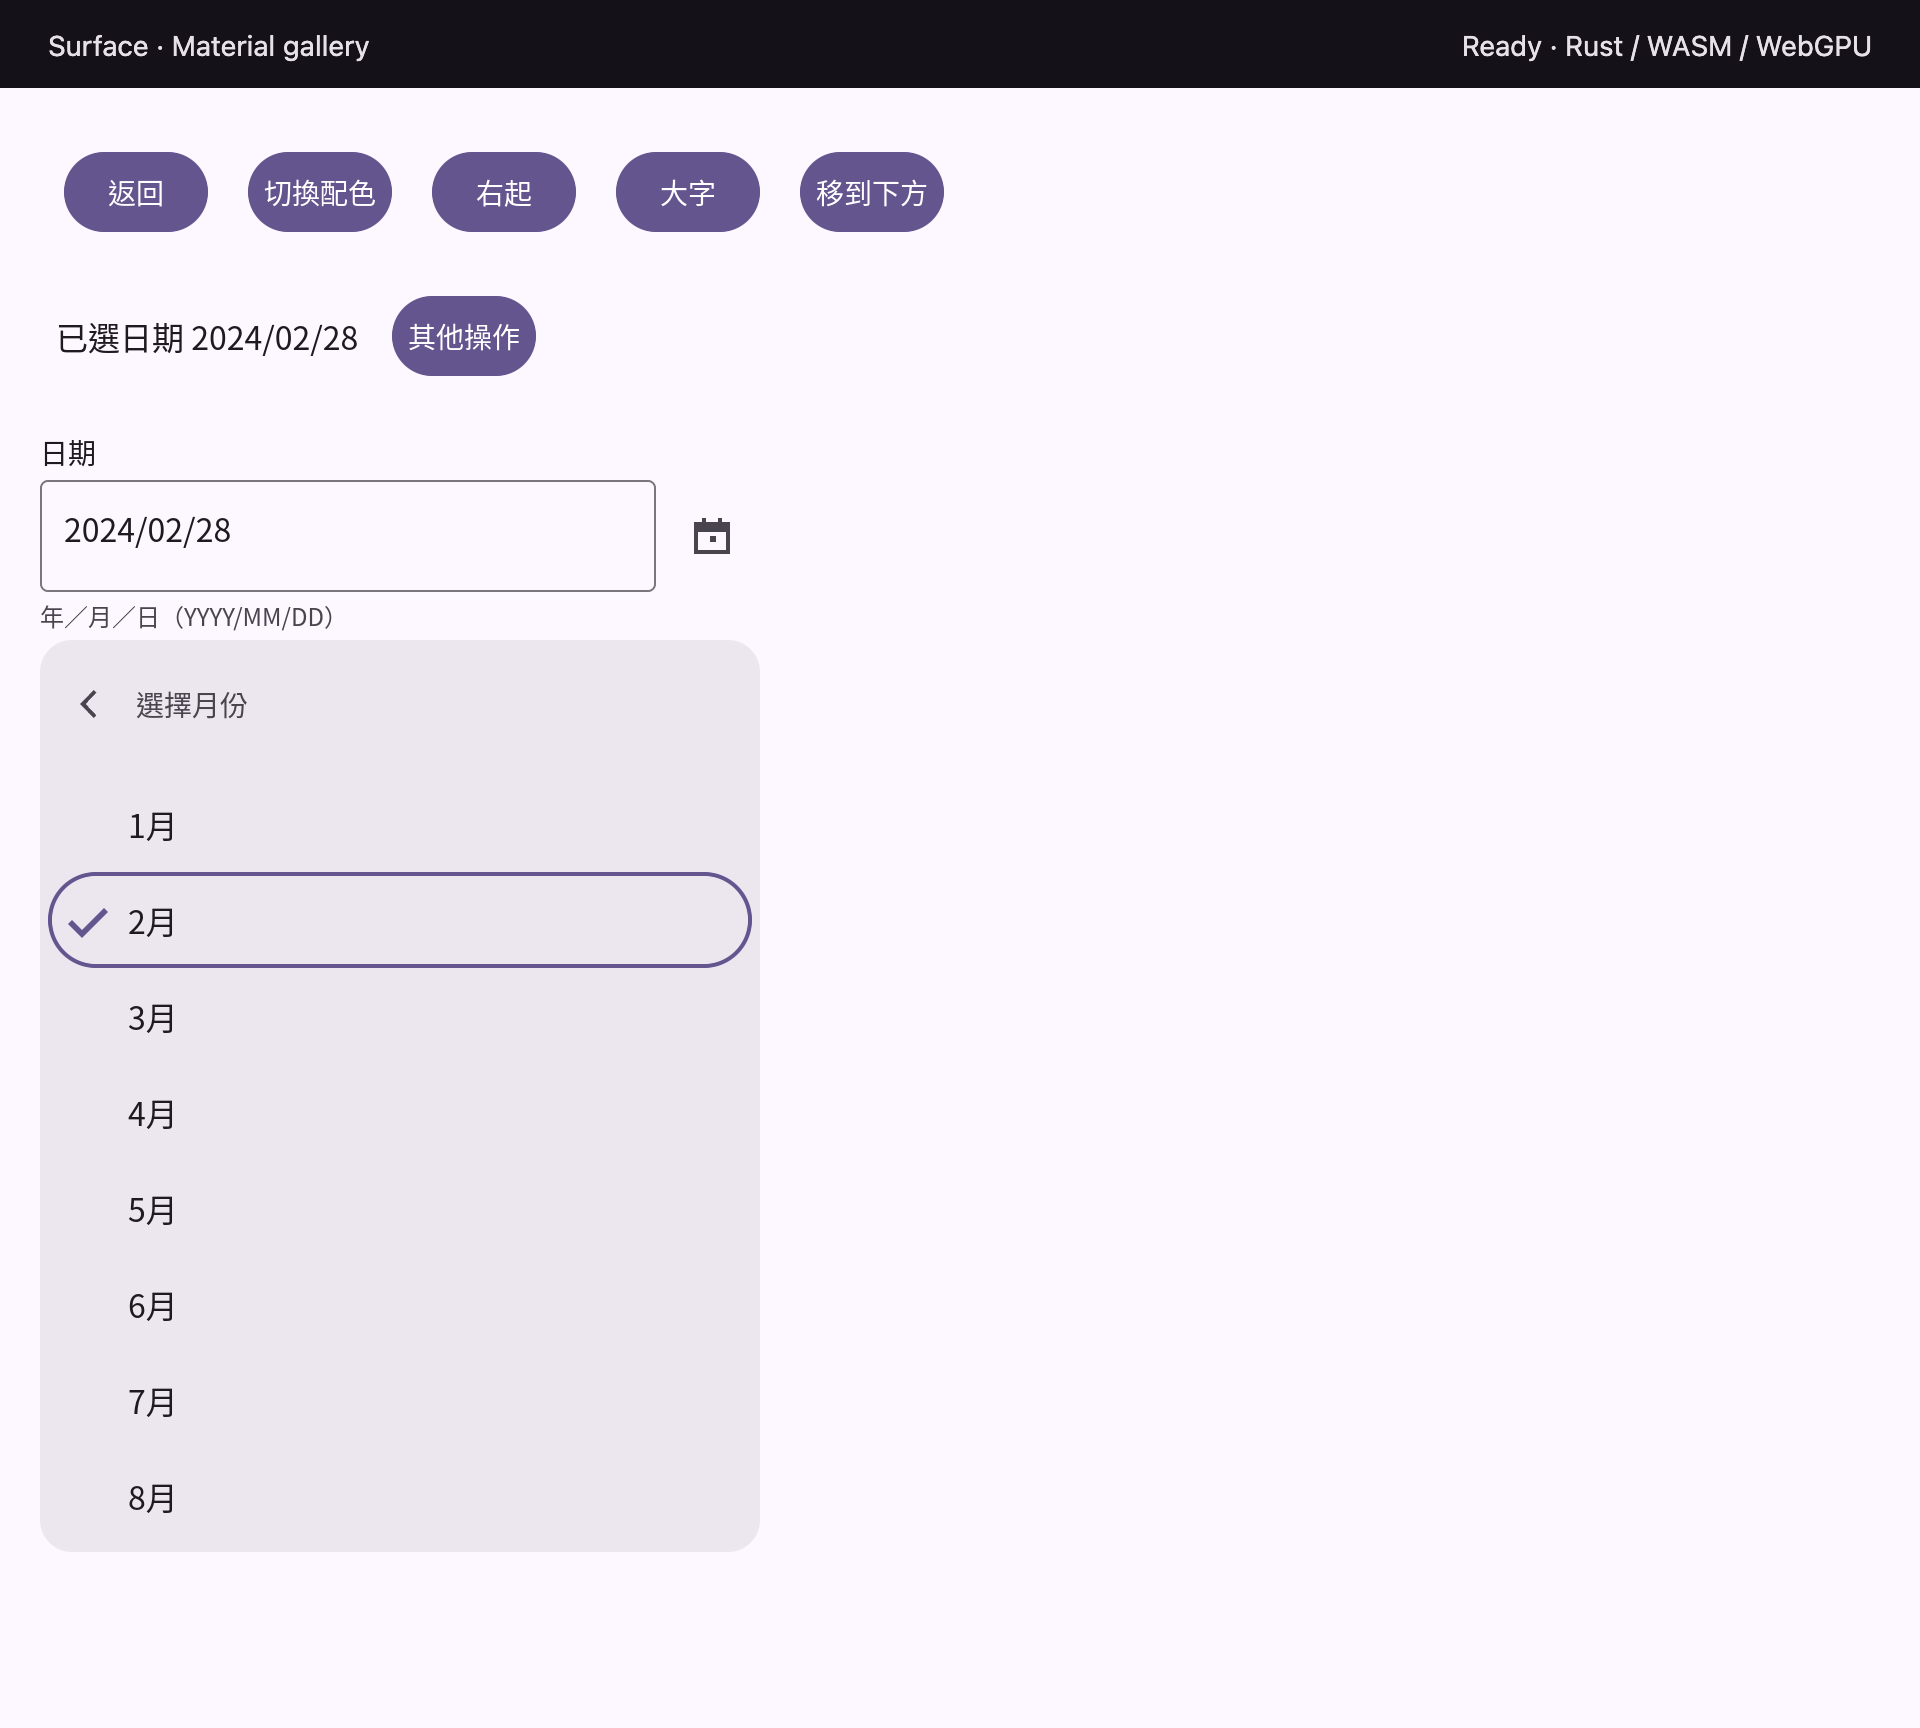 Surface · Material gallery
Ready · Rust / WASM / WebGPU
返回
切換配色
右起
大字
移到下方
已選日期 2024/02/28
其他操作
日期
2024/02/28
年／月／日（YYYY/MM/DD）
選擇月份
1月
2月
3月
4月
5月
6月
7月
8月